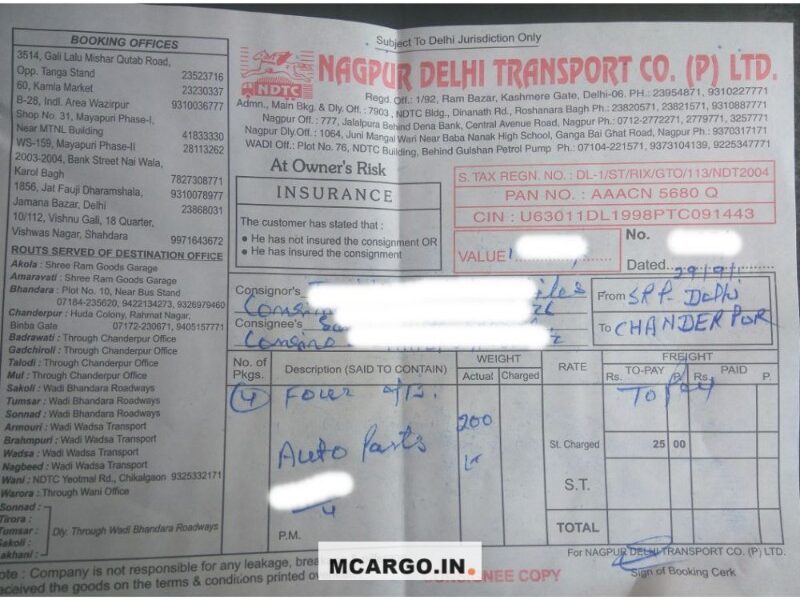 BOOKING OFFICES
3514, Gali Lalu Mishar Qutab Road,
Opp. Tanga Stand 23523716
60, Kamla Market 23230337
B-28, Ind. Area Wazirpur 9310036777
Shop No. 31, Mayapuri Phase-I,
Near MTNL Building 41833330
WS-159, Mayapuri Phase-II 28113262
2003-2004, Bank Street Nai Wala,
Karol Bagh 7827308771
1856, Jat Fauji Dharamshala, 9310078977
Jamana Bazar, Delhi 23868031
10/112, Vishnu Gali, 18 Quarter,
Vishwas Nagar, Shahdara 9971643672
ROUTS SERVED OF DESTINATION OFFICE
Akola : Shree Ram Goods Garage
Amaravati : Shree Ram Goods Garage
Bhandara : Plot No. 10, Near Bus Stand
07184-235620, 9422134273, 9326979460
Chanderpur : Huda Colony, Rahmat Nagar,
Binba Gate 07172-230671, 9405157771
Badrawati : Through Chanderpur Office
Gadchiroli : Through Chanderpur Office
Talodi : Through Chanderpur Office
Mul : Through Chanderpur Office
Sakoli : Wadi Bhandara Roadways
Tumsar : Wadi Bhandara Roadways
Sonnad : Wadi Bhandara Roadways
Armouri : Wadi Wadsa Transport
Brahmpuri : Wadi Wadsa Transport
Wadsa : Wadi Wadsa Transport
Nagbeed : Wadi Wadsa Transport
Wani : NDTC Yeotmal Rd., Chikalgaon 9325332171
Warora : Through Wani Office
Sonnad :
Tirora :
Tumsar : Dly. Through Wadi Bhandara Roadways
Sakoli :
Lakhani :
Subject To Delhi Jurisdiction Only
NDTC
NAGPUR DELHI TRANSPORT CO. (P) LTD.
Regd. Off.: 1/92, Ram Bazar, Kashmere Gate, Delhi-06. PH.: 23954871, 9310227771
Admn., Main Bkg. & Dly. Off.: 7903, NDTC Bldg., Dinanath Rd., Roshanara Bagh Ph.: 23820571, 23821571, 9310887771
Nagpur Off.: 777, Jalalpura Behind Dena Bank, Central Avenue Road, Nagpur Ph.: 0712-2772271, 2779771, 3257771
Nagpur Dly. Off.: 1064, Juni Mangal Wari Near Baba Nanak High School, Ganga Bai Ghat Road, Nagpur Ph.: 9370317171
WADI Off.: Plot No. 76, NDTC Building, Behind Gulshan Petrol Pump Ph.: 07104-221571, 9373104139, 9225347771
At Owner's Risk
INSURANCE
The customer has stated that :
• He has not insured the consignment OR
• He has insured the consignment
S. TAX REGN. NO. : DL-1/ST/RIX/GTO/113/NDT2004
PAN NO. : AAACN 5680 Q
CIN : U63011DL1998PTC091443
VALUE
No.
Dated
Consignor's
Consignee's
From S.P.P. Delhi
To CHANDERPUR
No. of Pkgs.
Description (SAID TO CONTAIN)
WEIGHT
Actual Charged
RATE
FREIGHT
Rs. TO-PAY P. Rs. PAID P.
4 Four
To Pay
200
Auto Parts
St. Charged 25 00
S.T.
4
P.M.
TOTAL
For NAGPUR DELHI TRANSPORT CO. (P) LTD.
Sign of Booking Cerk
CONSIGNEE COPY
Note : Company is not responsible for any leakage,
received the goods on the terms & conditions printed
MCARGO.IN.